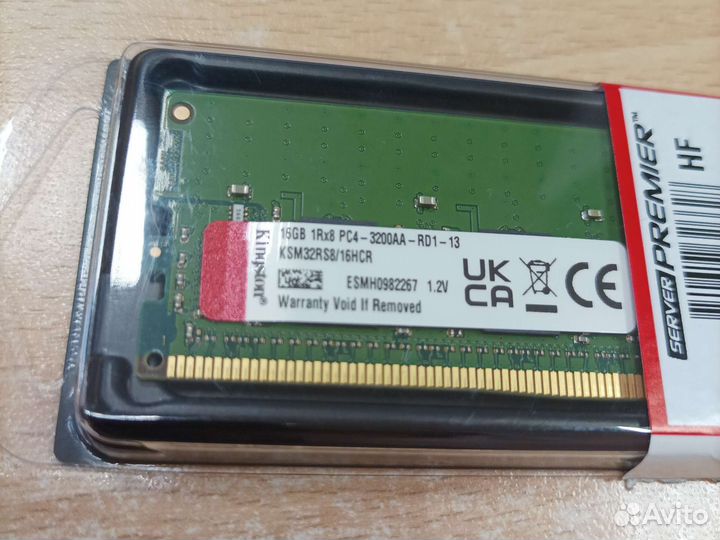 16GB 1Rx8 PC4-3200AA-RD1-13
KSM32RS8/16HCR
ESMH0982267 1.2V
Warranty Void If Removed
Kingston
UK
CA
CE
SERVER PREMIER™
HF
Avito